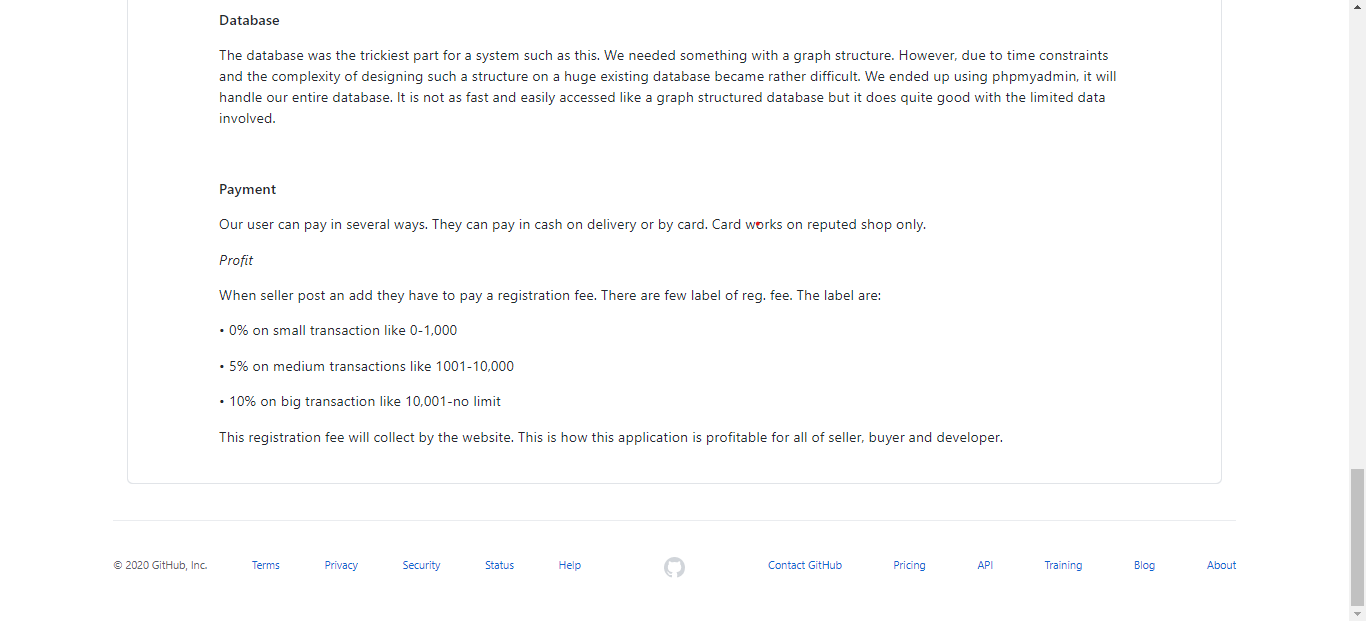 Database
The database was the trickiest part for a system such as this. We needed something with a graph structure. However, due to time constraints
and the complexity of designing such a structure on a huge existing database became rather difficult. We ended up using phpmyadmin, it will
handle our entire database. It is not as fast and easily accessed like a graph structured database but it does quite good with the limited data
involved.
Payment
Our user can pay in several ways. They can pay in cash on delivery or by card. Card works on reputed shop only.
Profit
When seller post an add they have to pay a registration fee. There are few label of reg. fee. The label are:
• 0% on small transaction like 0-1,000
• 5% on medium transactions like 1001-10,000
• 10% on big transaction like 10,001-no limit
This registration fee will collect by the website. This is how this application is profitable for all of seller, buyer and developer.
© 2020 GitHub, Inc. Terms Privacy Security Status Help Contact GitHub Pricing API Training Blog About